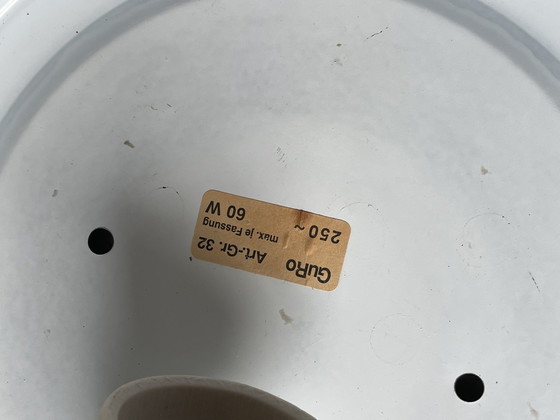 GuRo Art.-Gr. 32
max. je Fassung
250~ 60 W